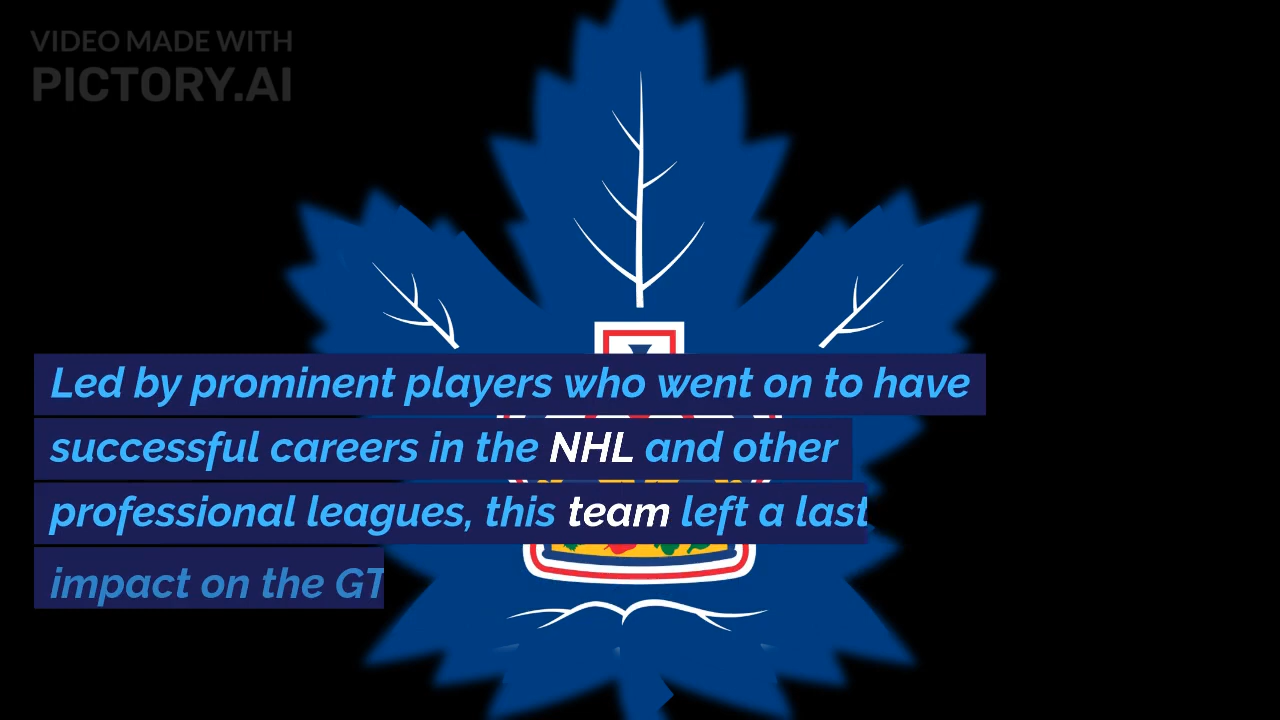 VIDEO MADE WITH
PICTORY.AI
Led by prominent players who went on to have
successful careers in the NHL and other
professional leagues, this team left a last
impact on the GT